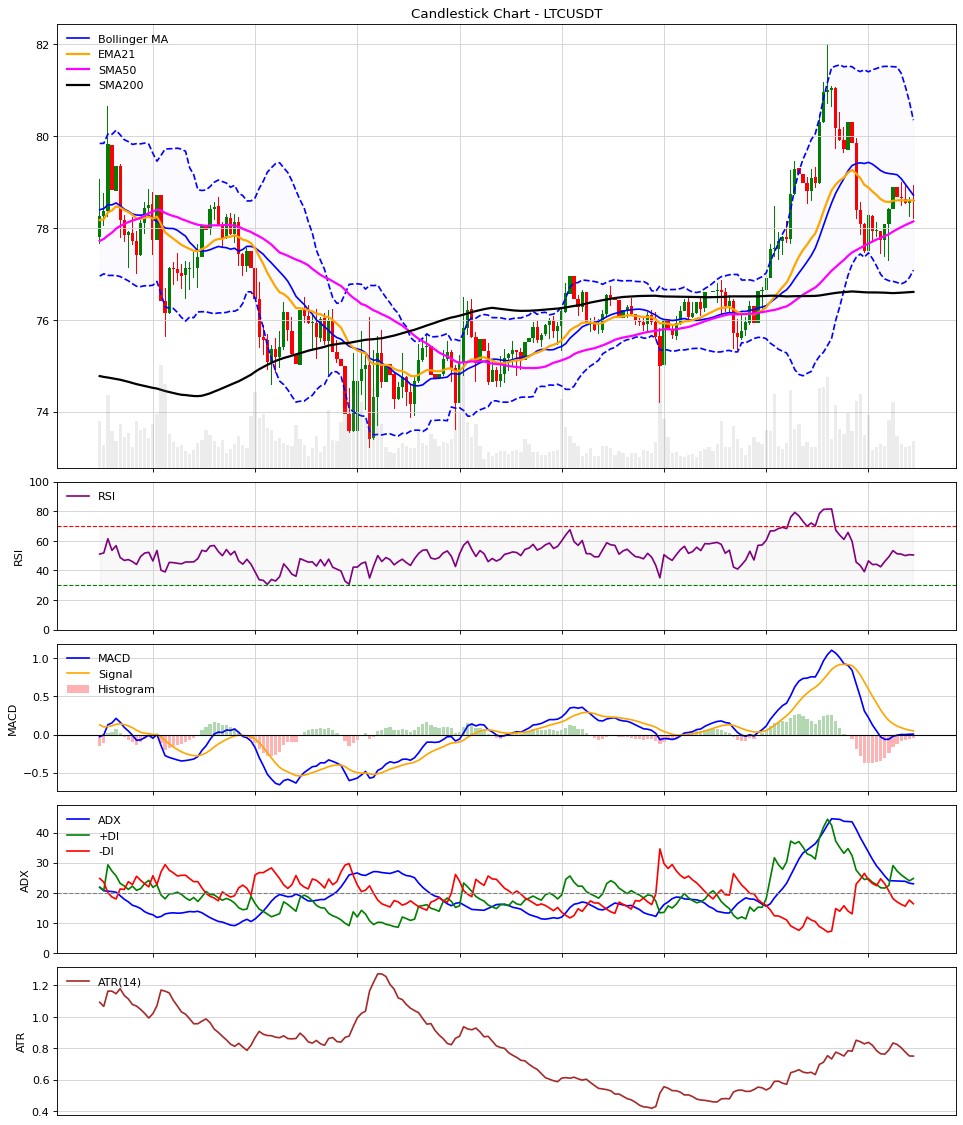 Candlestick Chart - LTCUSDT
Bollinger MA
EMA21
SMA50
SMA200
82
80
78
76
74
RSI
RSI
100
80
60
40
20
0
MACD
Signal
Histogram
MACD
1.0
0.5
0.0
−0.5
ADX
+DI
-DI
ADX
40
30
20
10
0
ATR(14)
ATR
1.2
1.0
0.8
0.6
0.4